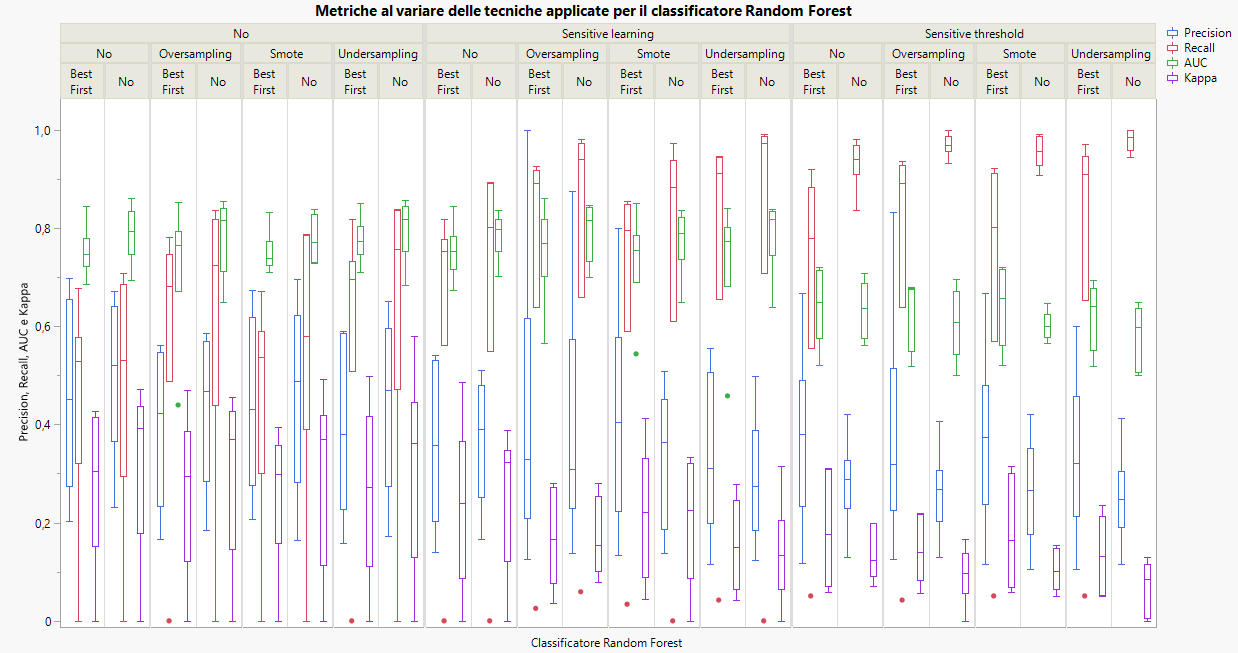 Metriche al variare delle tecniche applicate per il classificatore Random Forest
No Sensitive learning Sensitive threshold
No Oversampling Smote Undersampling No Oversampling Smote Undersampling No Oversampling Smote Undersampling
Best First No Best First No Best First No Best First No Best First No Best First No Best First No Best First No Best First No Best First No Best First No Best First No
Precision
Recall
AUC
Kappa
1,0
0,8
0,6
0,4
0,2
0
Precision, Recall, AUC e Kappa
Classificatore Random Forest